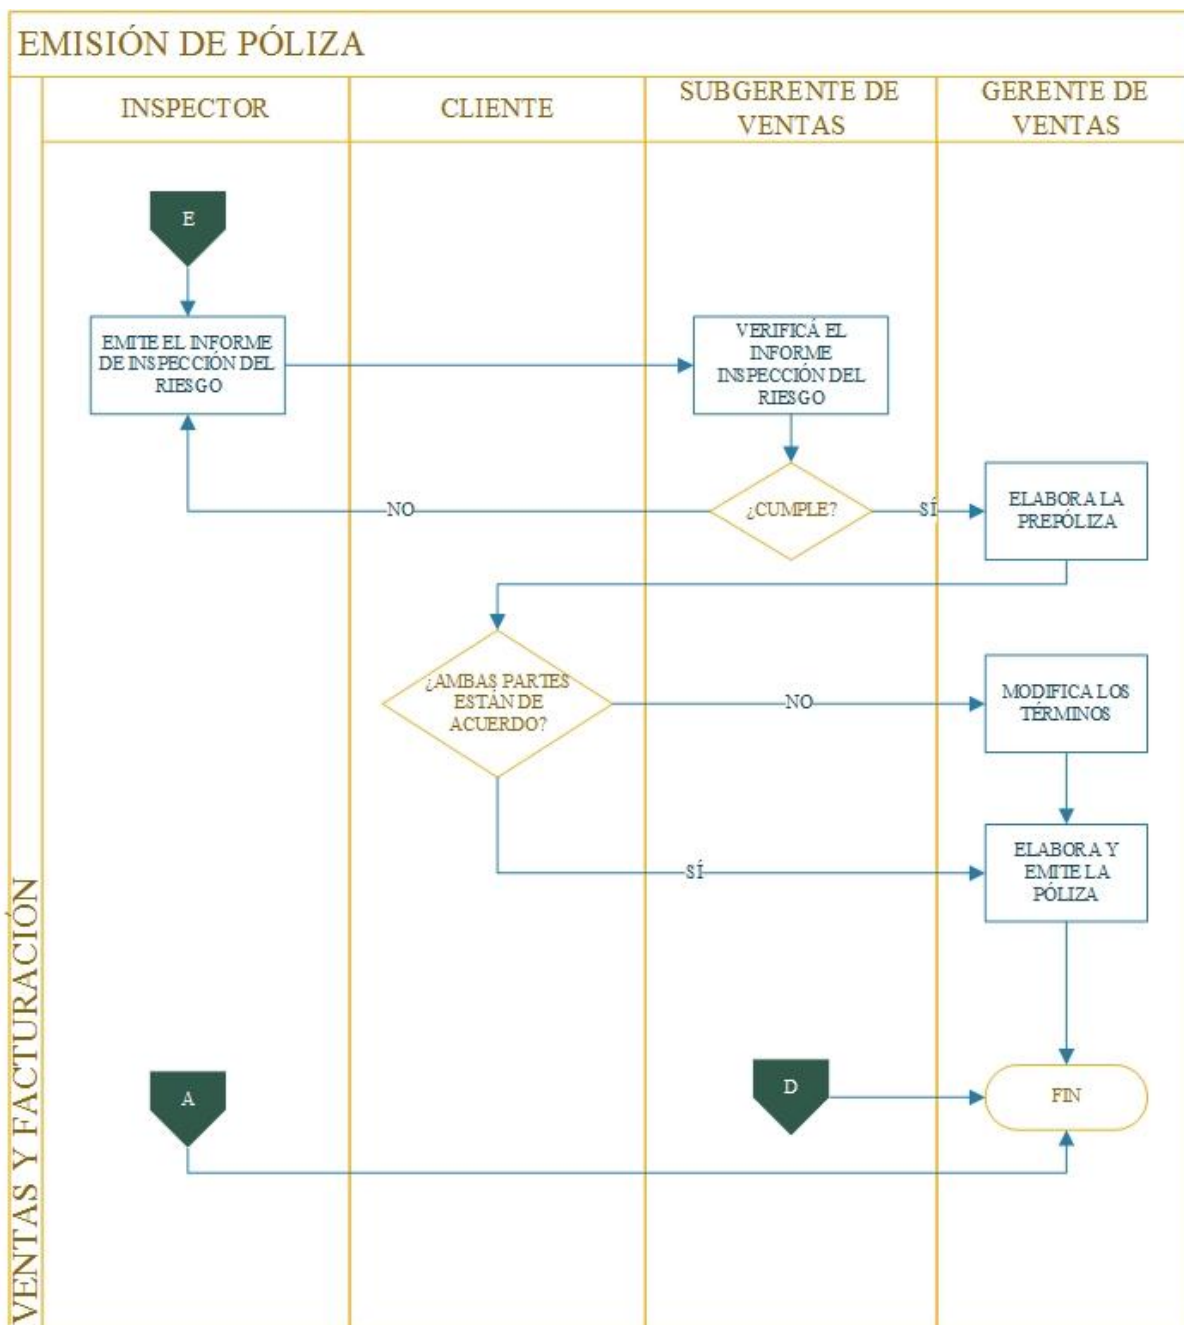 EMISIÓN DE PÓLIZA
INSPECTOR
CLIENTE
SUBGERENTE DE
VENTAS
GERENTE DE
VENTAS
E
EMITE EL INFORME
DE INSPECCIÓN DEL
RIESGO
VERIFICÁ EL
INFORME
INSPECCIÓN DEL
RIESGO
NO
¿CUMPLE?
SÍ
ELABORA LA
PREPÓLIZA
¿AMBAS PARTES
ESTÁN DE
ACUERDO?
NO
MODIFICA LOS
TÉRMINOS
SÍ
ELABORA Y
EMITE LA
PÓLIZA
A
D
FIN
VENTAS Y FACTURACIÓN